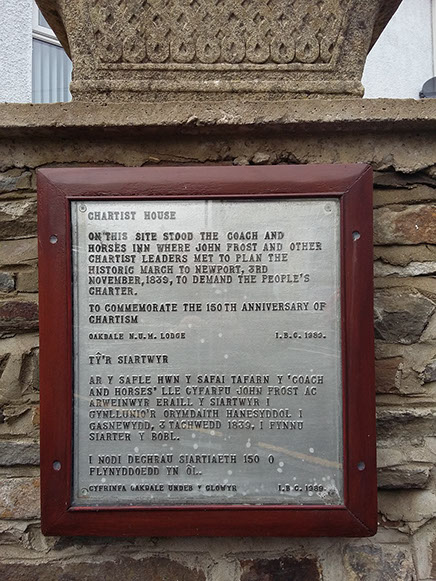 CHARTIST HOUSE
ON THIS SITE STOOD THE COACH AND
HORSES INN WHERE JOHN FROST AND OTHER
CHARTIST LEADERS MET TO PLAN THE
HISTORIC MARCH TO NEWPORT, 3RD
NOVEMBER, 1839, TO DEMAND THE PEOPLE'S
CHARTER.
TO COMMEMORATE THE 150TH ANNIVERSARY OF
CHARTISM
OAKDALE N.U.M. LODGE I.B.C. 1989.
TŶ'R SIARTWYR
AR Y SAFLE HWN Y SAFAI TAFARN Y 'COACH
AND HORSES' LLE GYFARFU JOHN FROST AC
ARWEINWYR ERAILL Y SIARTWYR I
GYNLLUNIO'R ORYMDAITH HANESYDDOL I
GASNEWYDD, 3 TACHWEDD 1839, I FYNNU
SIARTER Y BOBL.
I NODI DECHRAU SIARTIAETH 150 O
FLYNYDDOEDD YN ÔL.
CYFRINFA OAKDALE UNDEB Y GLOWYR I.B.C. 1989.